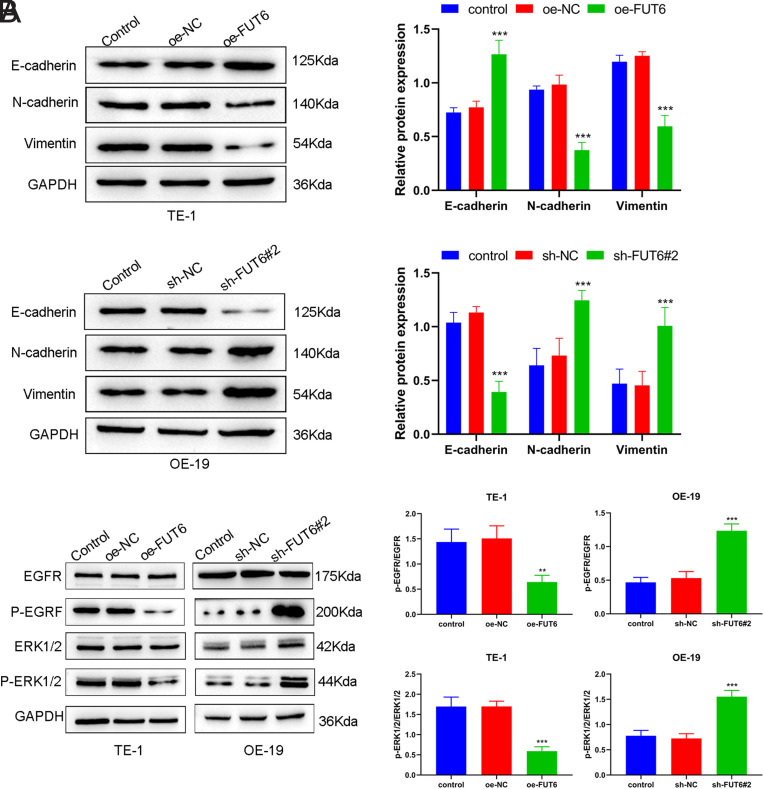 Control oe-NC oe-FUT6
E-cadherin 125Kda
N-cadherin 140Kda
Vimentin 54Kda
GAPDH 36Kda
TE-1
control oe-NC oe-FUT6
Relative protein expression
1.5
1.0
0.5
0.0
***
***
***
E-cadherin N-cadherin Vimentin
Control sh-NC sh-FUT6#2
E-cadherin 125Kda
N-cadherin 140Kda
Vimentin 54Kda
GAPDH 36Kda
OE-19
control sh-NC sh-FUT6#2
Relative protein expression
1.5
1.0
0.5
0.0
***
***
***
E-cadherin N-cadherin Vimentin
Control oe-NC oe-FUT6 Control sh-NC sh-FUT6#2
EGFR 175Kda
P-EGRF 200Kda
ERK1/2 42Kda
P-ERK1/2 44Kda
GAPDH 36Kda
TE-1 OE-19
TE-1
p-EGFR/EGFR
2.0
1.5
1.0
0.5
0.0
**
control oe-NC oe-FUT6
OE-19
p-EGFR/EGFR
1.5
1.0
0.5
0.0
***
control sh-NC sh-FUT6#2
TE-1
p-ERK1/2/ERK1/2
2.5
2.0
1.5
1.0
0.5
0.0
***
control oe-NC oe-FUT6
OE-19
p-ERK1/2/ERK1/2
2.0
1.5
1.0
0.5
0.0
***
control sh-NC sh-FUT6#2